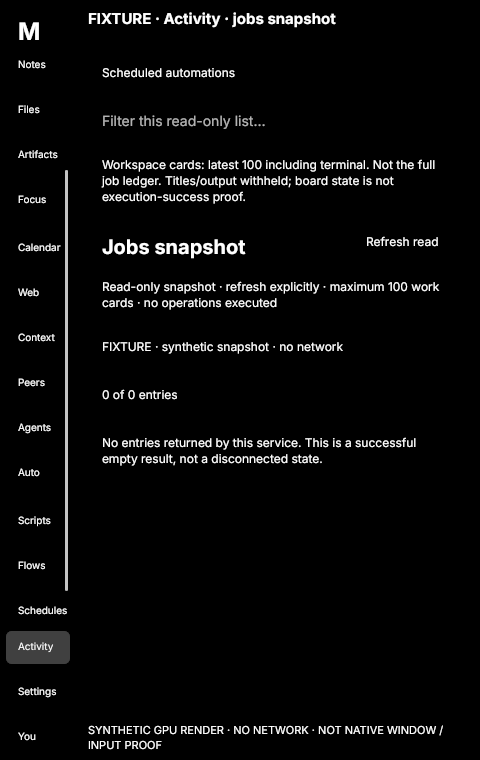 M
Notes
Files
Artifacts
Focus
Calendar
Web
Context
Peers
Agents
Auto
Scripts
Flows
Schedules
Activity
Settings
You
FIXTURE · Activity · jobs snapshot
Scheduled automations
Filter this read-only list...
Workspace cards: latest 100 including terminal. Not the full
job ledger. Titles/output withheld; board state is not
execution-success proof.
Jobs snapshot
Refresh read
Read-only snapshot · refresh explicitly · maximum 100 work
cards · no operations executed
FIXTURE · synthetic snapshot · no network
0 of 0 entries
No entries returned by this service. This is a successful
empty result, not a disconnected state.
SYNTHETIC GPU RENDER · NO NETWORK · NOT NATIVE WINDOW /
INPUT PROOF